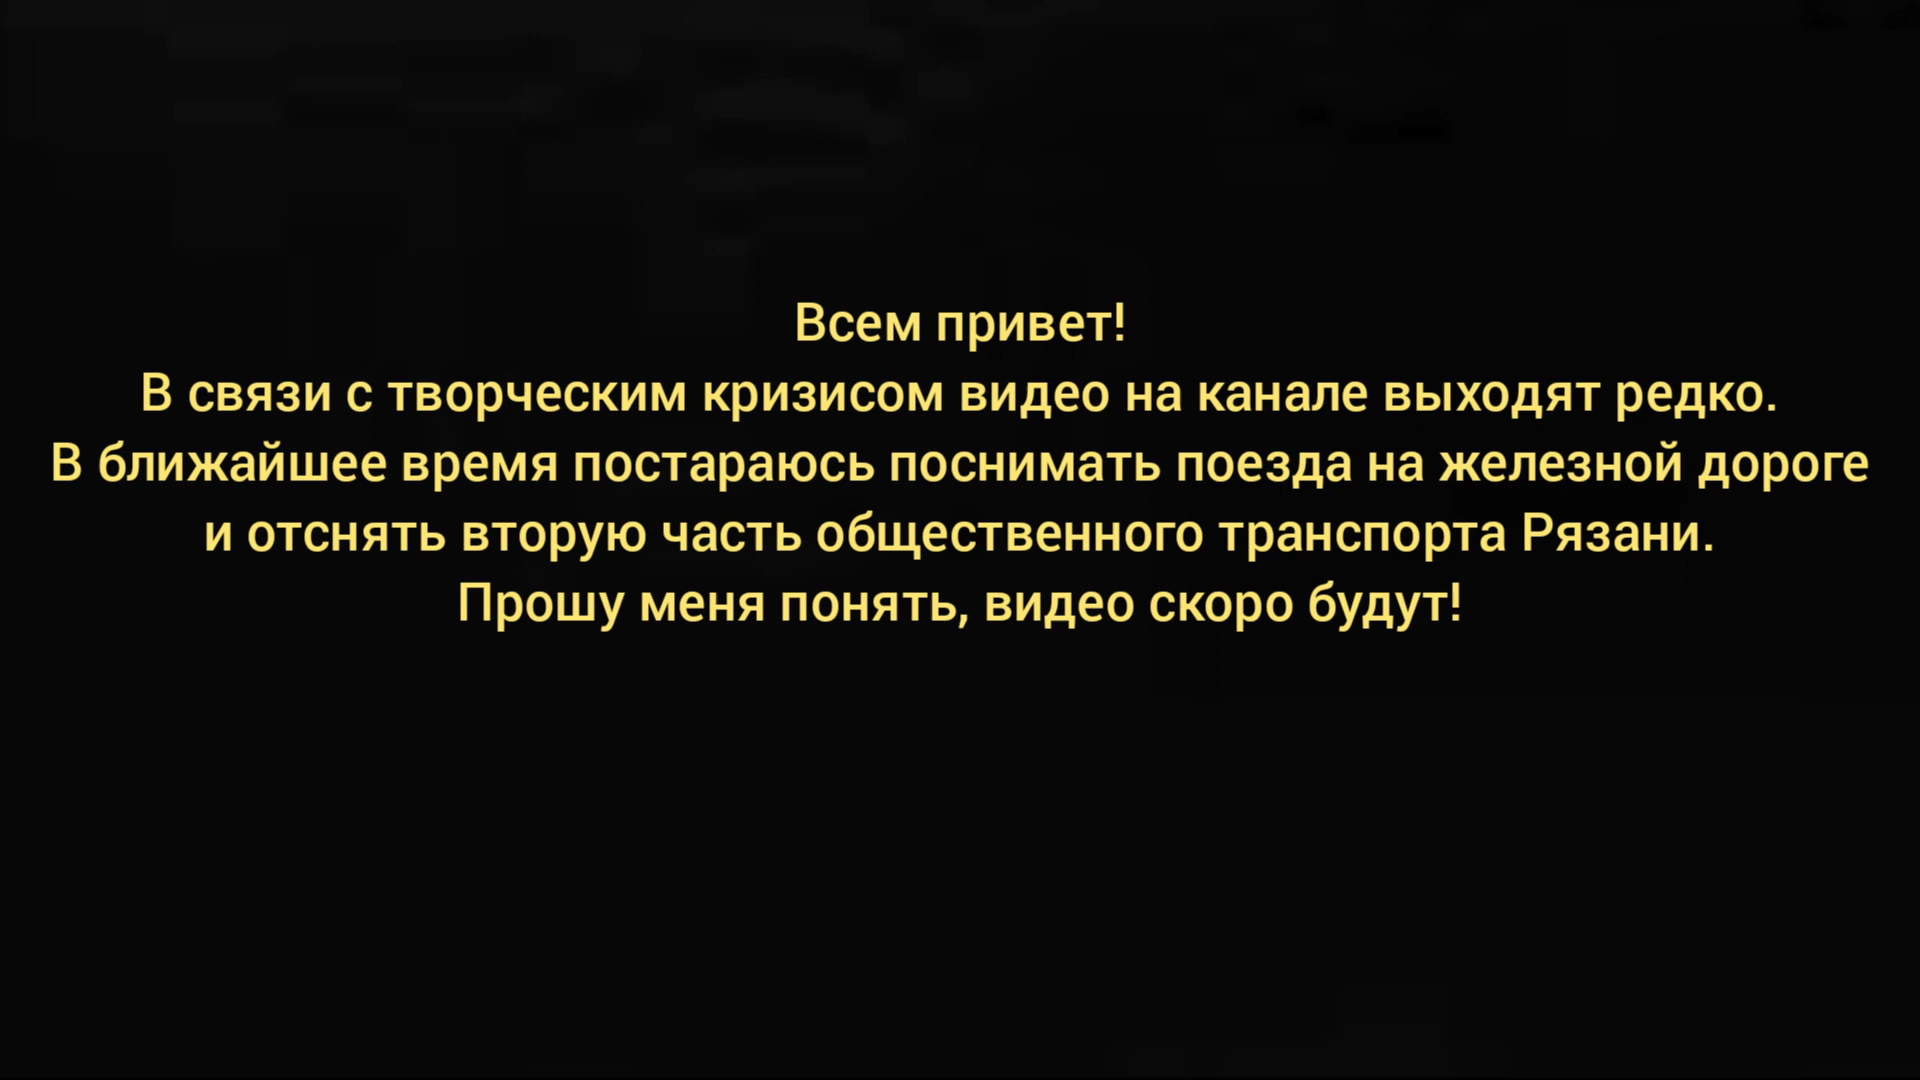 Всем привет!
В связи с творческим кризисом видео на канале выходят редко.
В ближайшее время постараюсь поснимать поезда на железной дороге
и отснять вторую часть общественного транспорта Рязани.
Прошу меня понять, видео скоро будут!